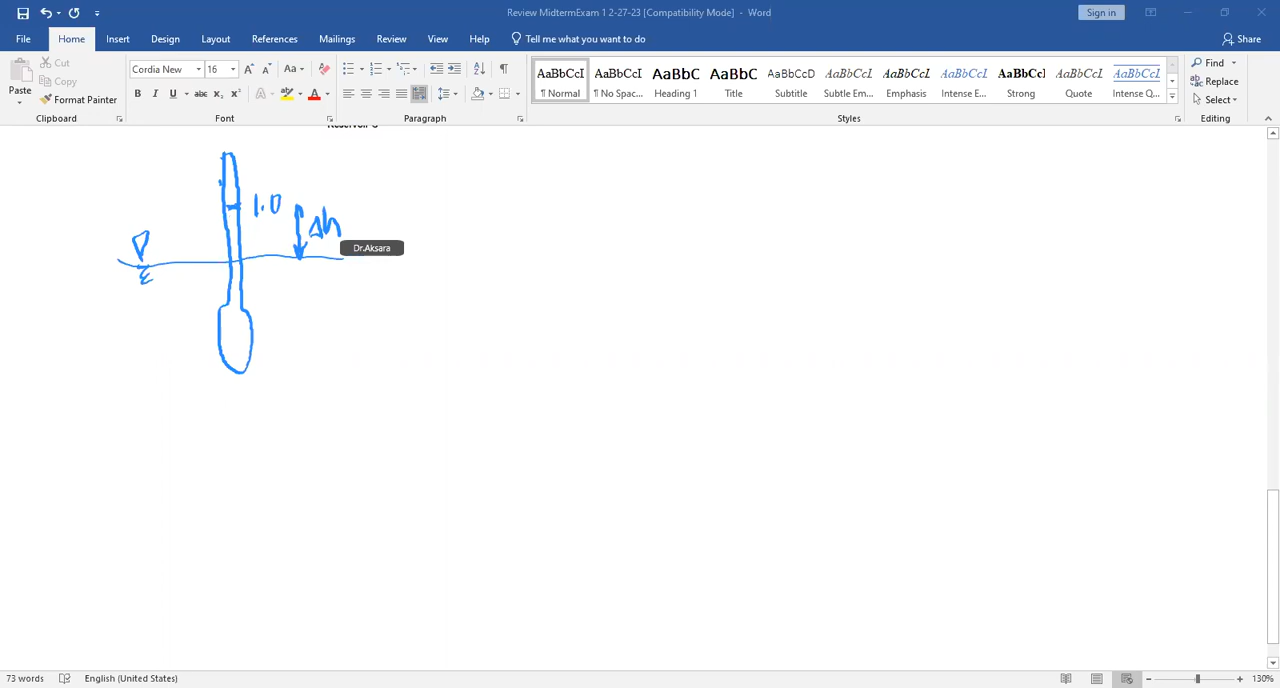 Review MidtermExam 1 2-27-23 [Compatibility Mode] - Word
Sign in
File Home Insert Design Layout References Mailings Review View Help Tell me what you want to do Share
Paste Cut Copy Format Painter
Cordia New 16 Aa
B I U abc X₂ X² A A
AaBbCcI AaBbCcI AaBbC AaBbC AaBbCcD AaBbCcI AaBbCcI AaBbCcI AaBbCcI AaBbCcI AaBbCcI
¶ Normal ¶ No Spac... Heading 1 Title Subtitle Subtle Em... Emphasis Intense E... Strong Quote Intense Q...
Find
Replace
Select
Clipboard Font Paragraph Styles Editing
1.0
Δh
Dr.Aksara
73 words English (United States) 130%